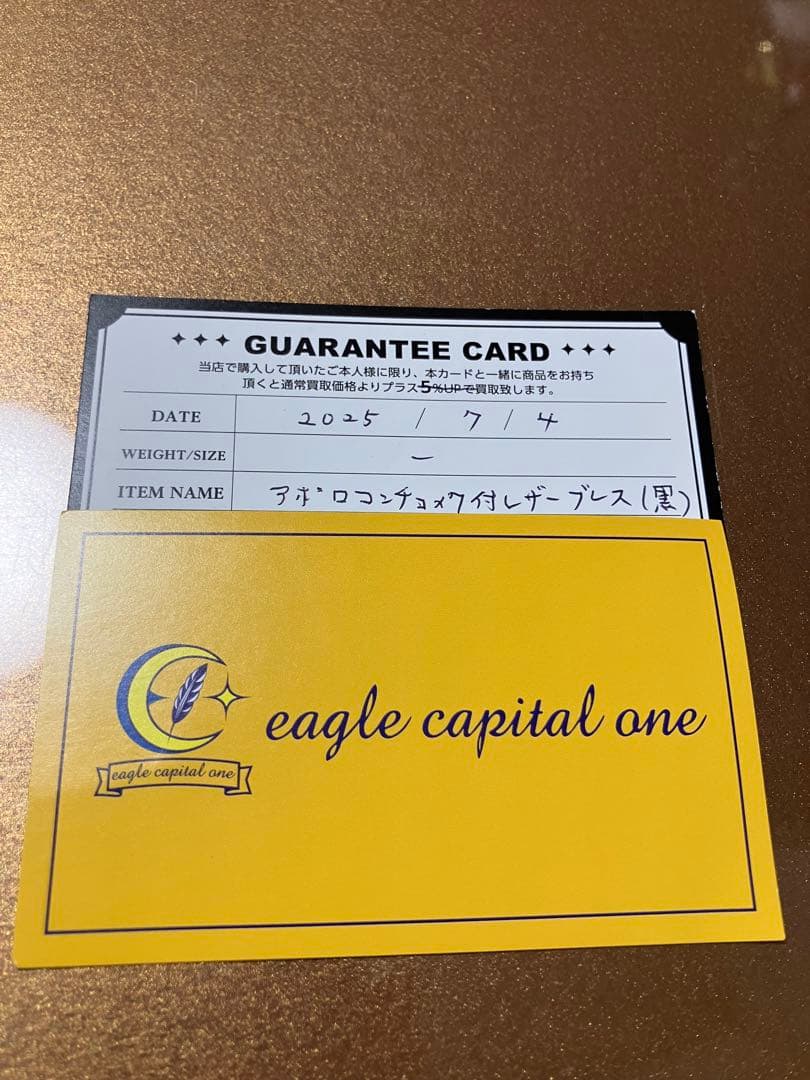 GUARANTEE CARD
当店で購入して頂いたご本人様に限り、本カードと一緒に商品をお持ち
頂くと通常買取価格よりプラス5%UPで買取致します。
DATE 2025 / 7 / 4
WEIGHT/SIZE ー
ITEM NAME アポロコンチョメタ付レザーブレス(黒)
eagle capital one
eagle capital one